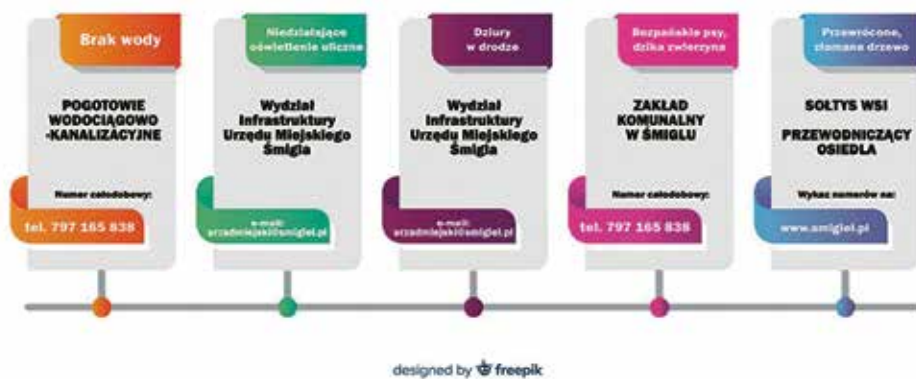 Brak wody
POGOTOWIE
WODOCIĄGOWO
-KANALIZACYJNE
Numer całodobowy:
tel. 797 165 838
Niedziałające
oświetlenie uliczne
Wydział
Infrastruktury
Urzędu Miejskiego
Śmigla
e-mail:
urzadmiejski@smigiel.pl
Dziury
w drodze
Wydział
Infrastruktury
Urzędu Miejskiego
Śmigla
e-mail:
urzadmiejski@smigiel.pl
Bezpańskie psy,
dzika zwierzyna
ZAKŁAD
KOMUNALNY
W ŚMIGLU
Numer całodobowy:
tel. 797 165 838
Przewrócone,
złamane drzewo
SOŁTYS WSI
PRZEWODNICZĄCY
OSIEDLA
Wykaz numerów na:
www.smigiel.pl
designed by freepik